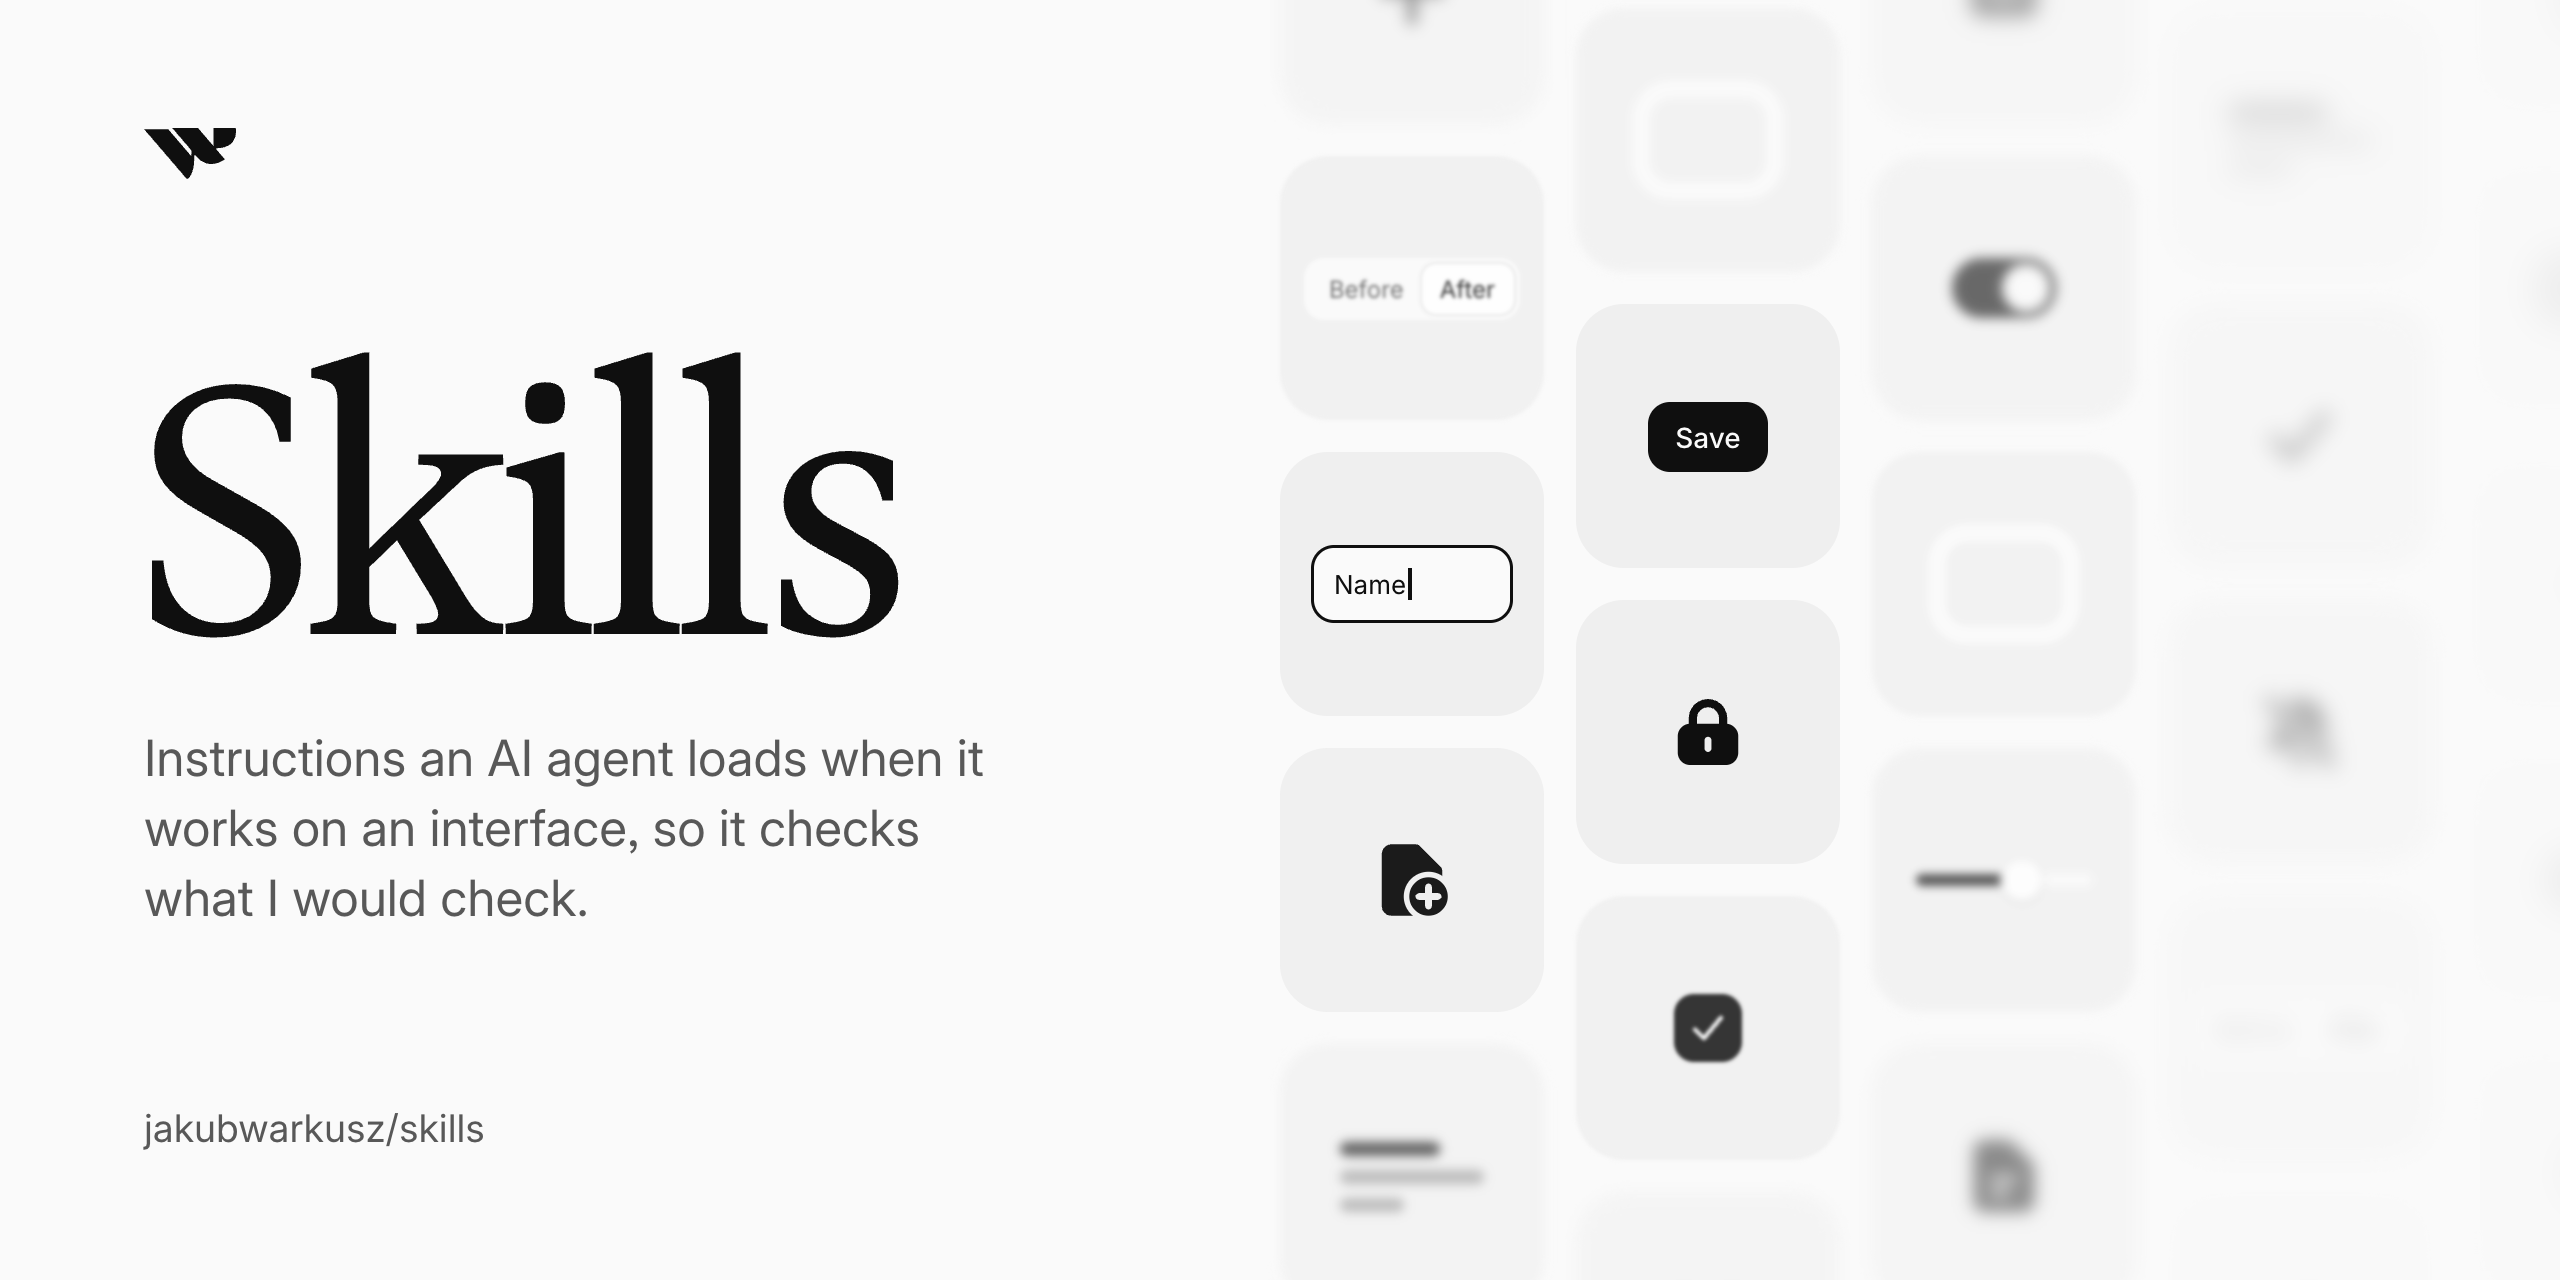 Skills
Instructions an AI agent loads when it
works on an interface, so it checks
what I would check.
jakubwarkusz/skills
Before After
Name
Save